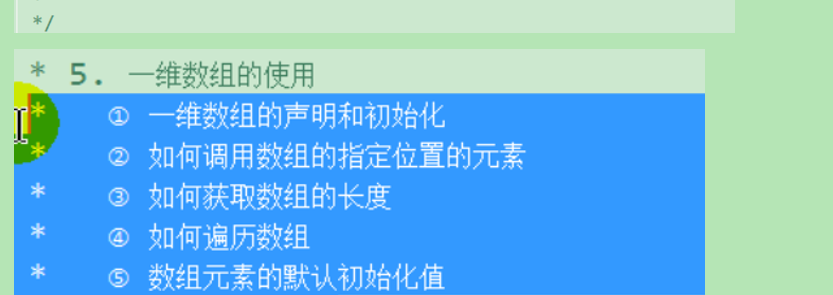 */
* 5. 一维数组的使用
* ① 一维数组的声明和初始化
* ② 如何调用数组的指定位置的元素
* ③ 如何获取数组的长度
* ④ 如何遍历数组
* ⑤ 数组元素的默认初始化值